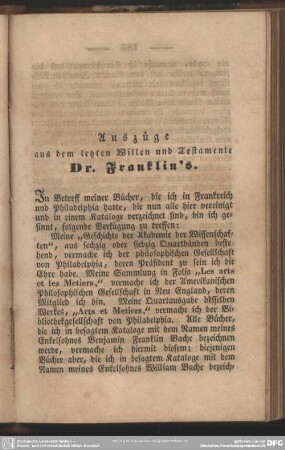 Auszüge
aus dem letzten Willen und Testamente
Dr. Franklin's.
In Betreff meiner Bücher, die ich in Frankreich
und Philadelphia hatte, die nun alle hier vereinigt
und in einem Kataloge verzeichnet sind, bin ich ge-
sinnt, folgende Verfügung zu treffen:
Meine „Geschichte der Akademie der Wissenschaf-
ten", aus sechzig oder siebzig Quartbänden beste-
hend, vermache ich der philosophischen Gesellschaft
von Philadelphia, deren Präsident zu sein ich die
Ehre habe. Meine Sammlung in Folio „Les arts
et les Metiers," vermache ich der Amerikanischen
Philosophischen Gesellschaft in Neu England, deren
Mitglied ich bin. Meine Quartausgabe desselben
Werkes, „Arts et Metiers," vermache ich der Bi-
bliothekgesellschaft von Philadelphia. Alle Bücher,
die ich in besagtem Kataloge mit dem Namen meines
Enkelsohnes Benjamin Franklin Bache bezeichnen
werde, vermache ich hiermit diesem; diejenigen
Bücher aber, die ich in besagtem Kataloge mit dem
Namen meines Enkelsohnes William Bache bezeich-